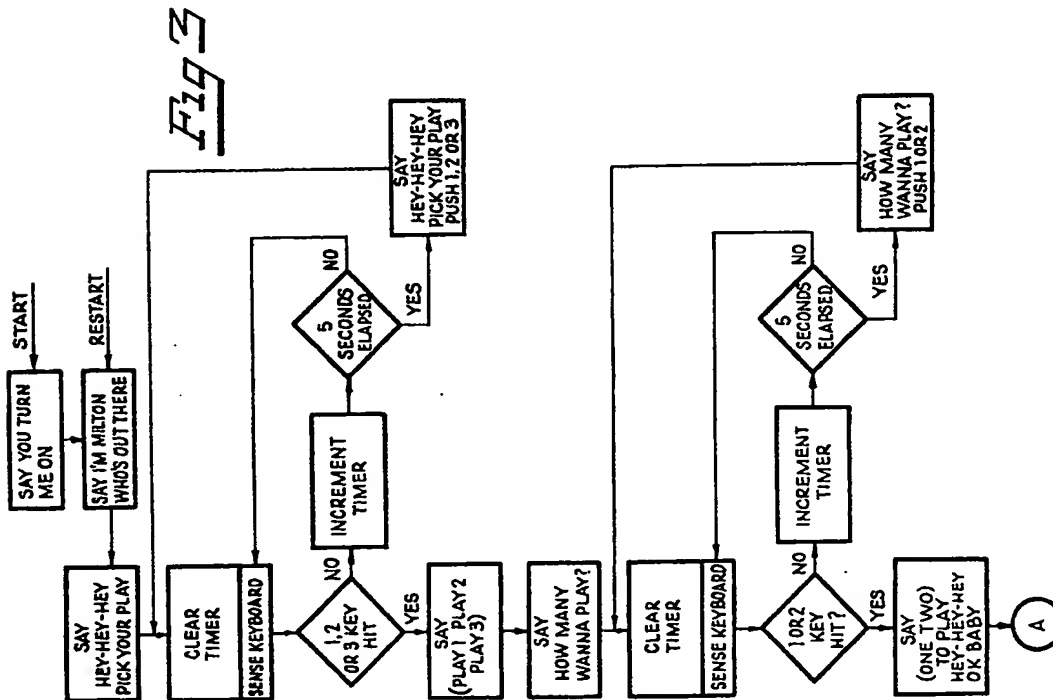 Fig 3
START
SAY YOU TURN
ME ON
RESTART
SAY I'M MILTON
WHO'S OUT THERE
SAY
HEY-HEY-HEY
PICK YOUR PLAY
CLEAR
TIMER
SENSE KEYBOARD
1, 2
OR 3 KEY
HIT
NO
INCREMENT
TIMER
5
SECONDS
ELAPSED
NO
YES
SAY
HEY-HEY-HEY
PICK YOUR PLAY
PUSH 1, 2 OR 3
YES
SAY
(PLAY 1 PLAY 2
PLAY 3)
SAY
HOW MANY
WANNA PLAY?
CLEAR
TIMER
SENSE KEYBOARD
1 OR 2
KEY
HIT?
NO
INCREMENT
TIMER
5
SECONDS
ELAPSED
NO
YES
SAY
HOW MANY
WANNA PLAY?
PUSH 1 OR 2
YES
SAY
(ONE TWO)
TO PLAY
HEY-HEY-HEY
OK BABY
A